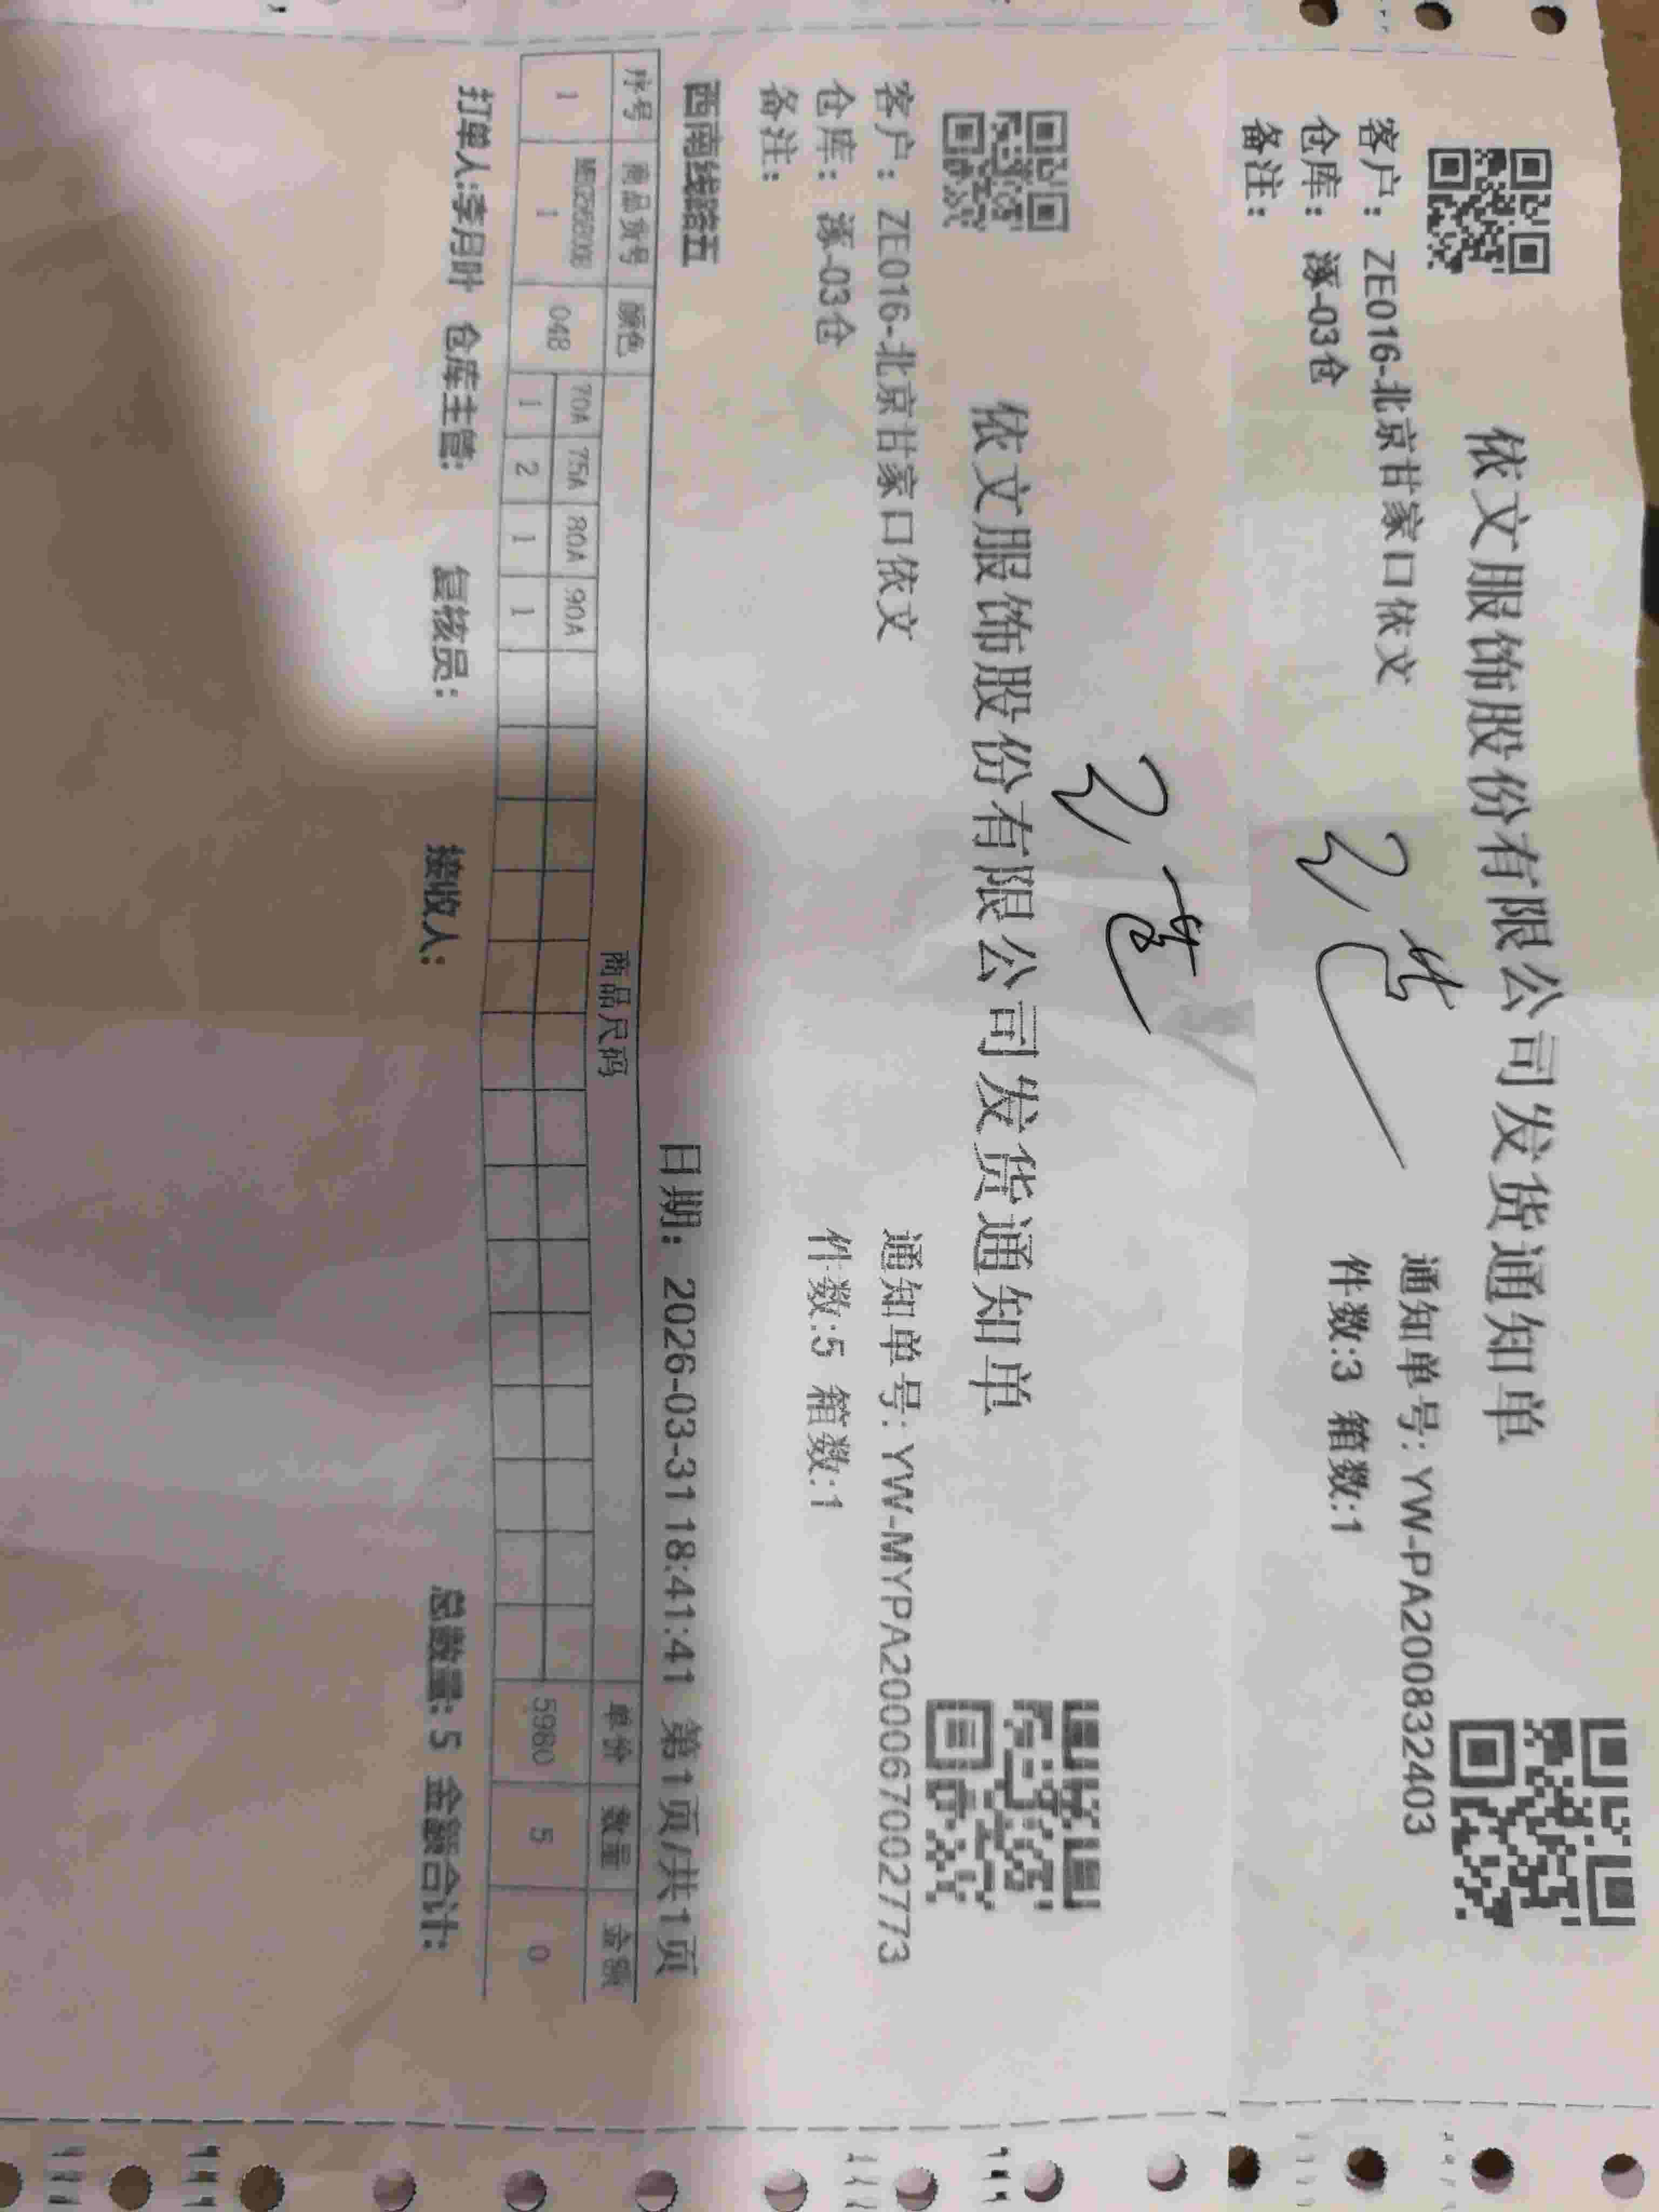 依文服饰股份有限公司发货通知单
客户：ZE016-北京甘家口依文
通知单号:YW-PA2008832403
仓库：涿-03仓
件数:3 箱数:1
备注：
依文服饰股份有限公司发货通知单
客户：ZE016-北京甘家口依文
通知单号:YW-MYPA20006700 2773
仓库：涿-03仓
件数:5 箱数:1
备注：
西南线路五
日期：2026-03-31 18:41:41 第1页/共1页
序号 商品货号 颜色 商品尺码 单价 数量 金额
70A 75A 80A 90A
1 04B 5980 5 0
1 1 2 1 1
打单人:李月叶 仓库主管: 复核员: 接收人: 总数量: 5 金额合计: